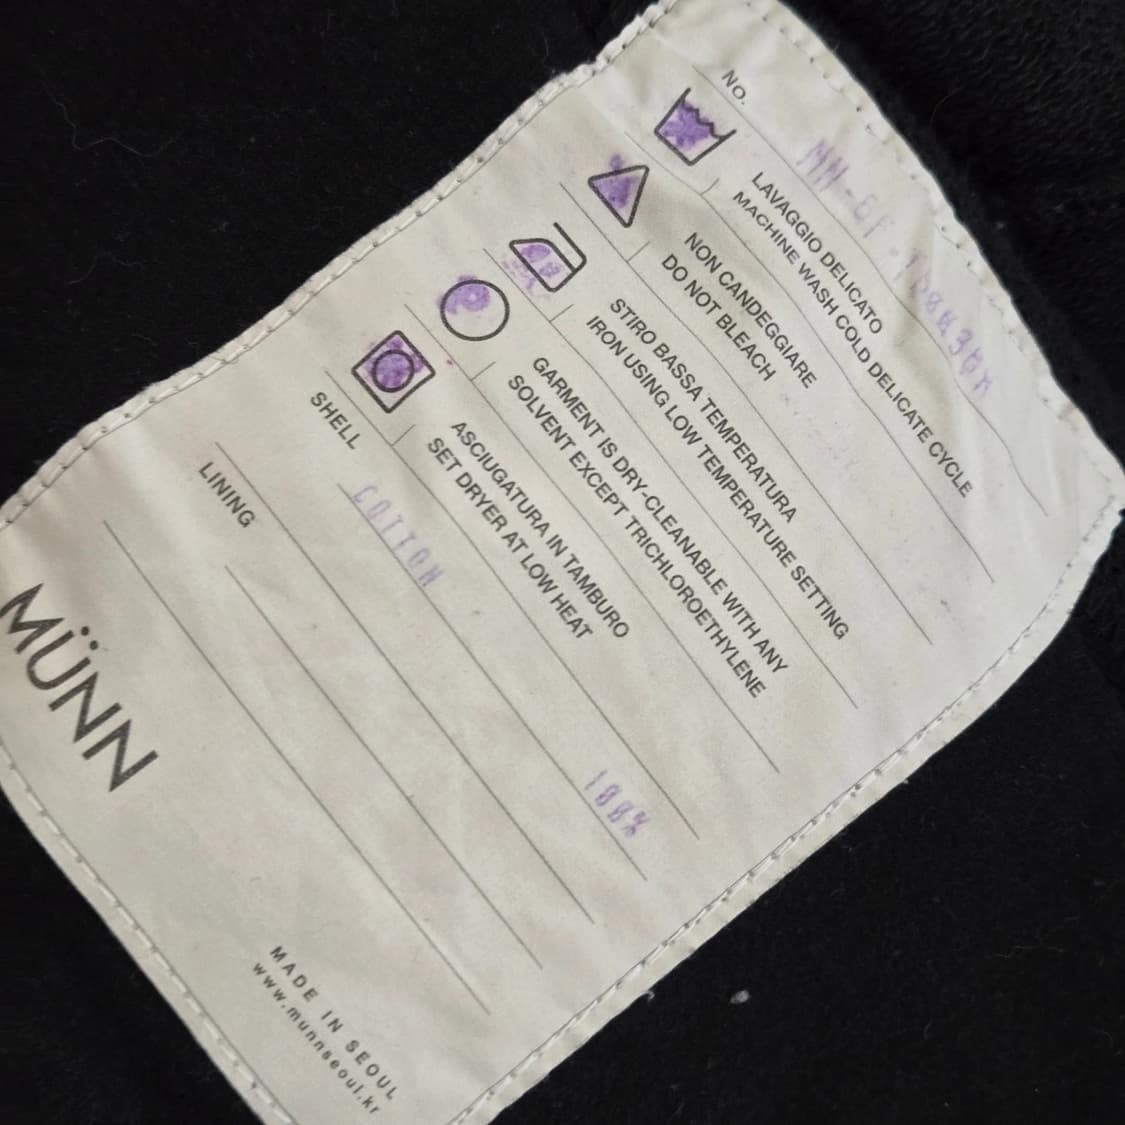 NO.
LAVAGGIO DELICATO
MACHINE WASH COLD DELICATE CYCLE
NON CANDEGGIARE
DO NOT BLEACH
STIRO BASSA TEMPERATURA
IRON USING LOW TEMPERATURE SETTING
GARMENT IS DRY-CLEANABLE WITH ANY
SOLVENT EXCEPT TRICHLOROETHYLENE
ASCIUGATURA IN TAMBURO
SET DRYER AT LOW HEAT
SHELL COTTON 100%
LINING
MÜNN
MADE IN SEOUL
www.munnseoul.kr